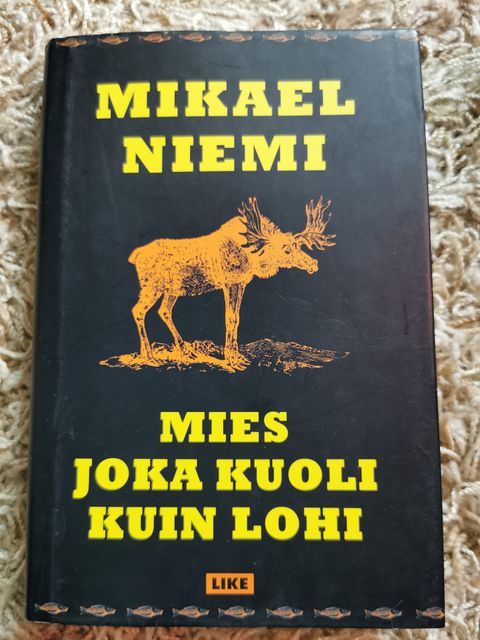 MIKAEL
NIEMI
MIES
JOKA KUOLI
KUIN LOHI
LIKE